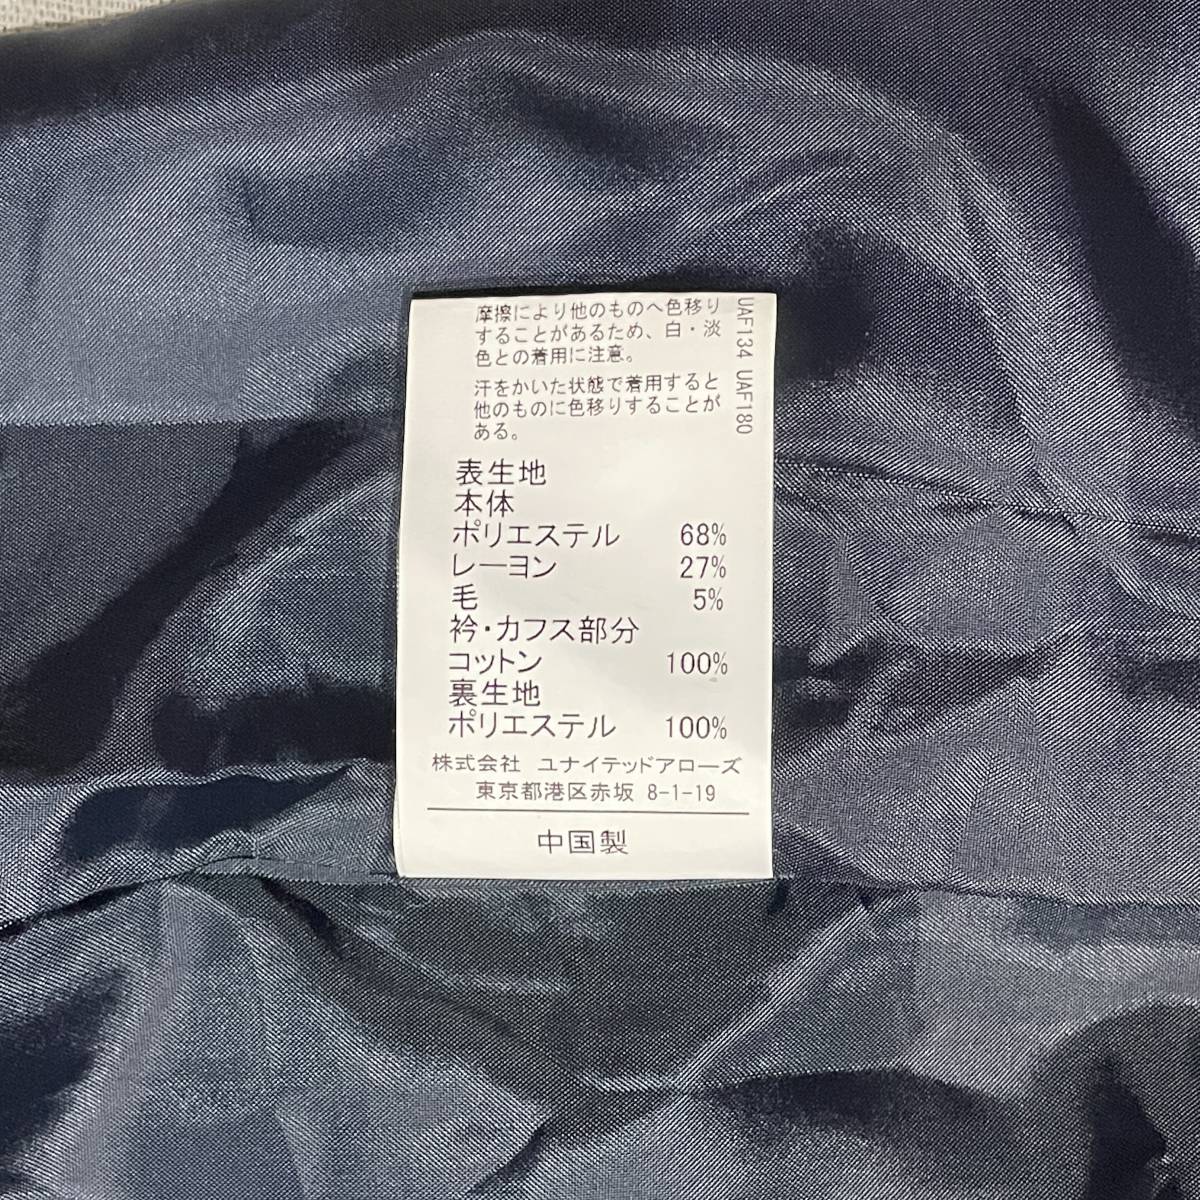 摩擦により他のものへ色移り
することがあるため、白・淡
色との着用に注意。
汗をかいた状態で着用すると
他のものに色移りすることが
ある。
UAF134 UAF180
表生地
本体
ポリエステル 68%
レーヨン 27%
毛 5%
衿・カフス部分
コットン 100%
裏生地
ポリエステル 100%
株式会社 ユナイテッドアローズ
東京都港区赤坂 8-1-19
中国製